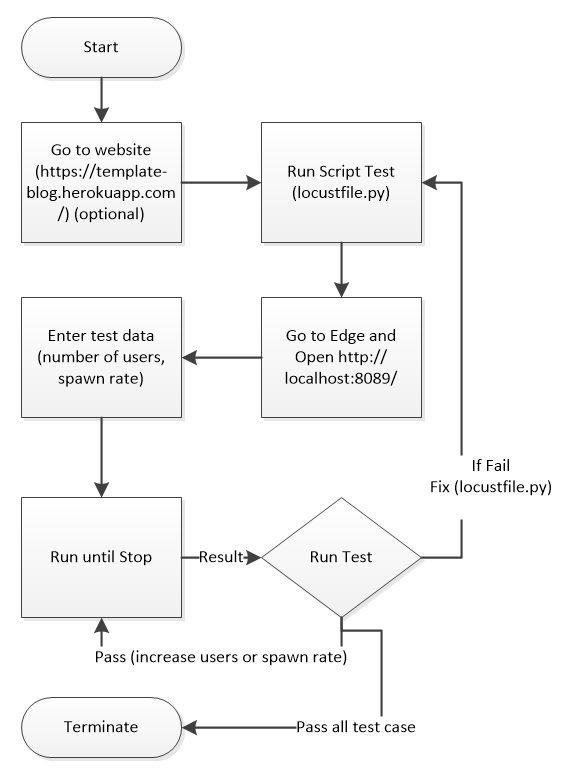 Start
Go to website
(https://template-
blog.herokuapp.com
/) (optional)
Run Script Test
(locustfile.py)
Enter test data
(number of users,
spawn rate)
Go to Edge and
Open http://
localhost:8089/
If Fail
Fix (locustfile.py)
Run until Stop
Result
Run Test
Pass (increase users or spawn rate)
Terminate
Pass all test case